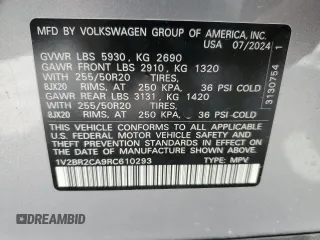 MFD BY VOLKSWAGEN GROUP OF AMERICA, INC.
USA 07/2024
GVWR LBS 5930, KG 2690
GAWR FRONT LBS 2910, KG 1320
WITH 255/50R20 TIRES,
8JX20 RIMS, AT 250 KPA, 36 PSI COLD
GAWR REAR LBS 3131, KG 1420
WITH 255/50R20 TIRES,
8JX20 RIMS, AT 250 KPA, 36 PSI COLD
THIS VEHICLE CONFORMS TO ALL APPLICABLE
U.S. FEDERAL MOTOR VEHICLE SAFETY AND
THEFT PREVENTION STANDARDS IN EFFECT ON THE
DATE OF MANUFACTURE SHOWN ABOVE.
1V2BR2CA9RC610293 TYPE: MPV
3130754 1